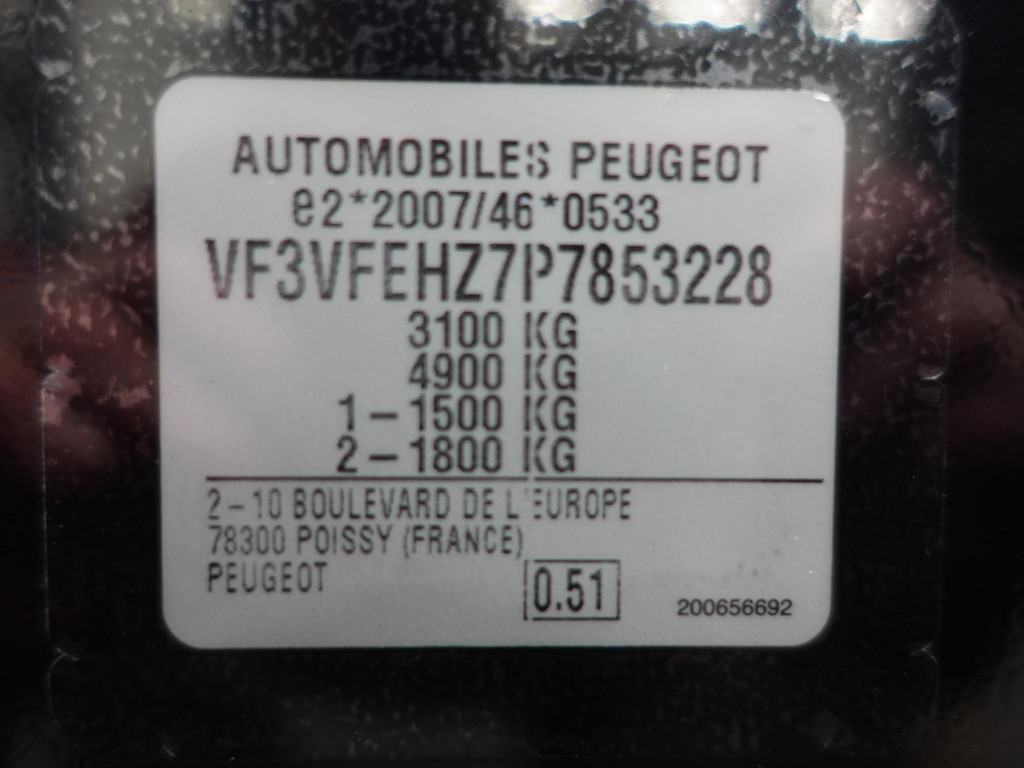 AUTOMOBILES PEUGEOT
e2*2007/46*0533
VF3VFEHZ7P7853228
3100 KG
4900 KG
1-1500 KG
2-1800 KG
2-10 BOULEVARD DE L'EUROPE
78300 POISSY (FRANCE)
PEUGEOT
0.51
200656692